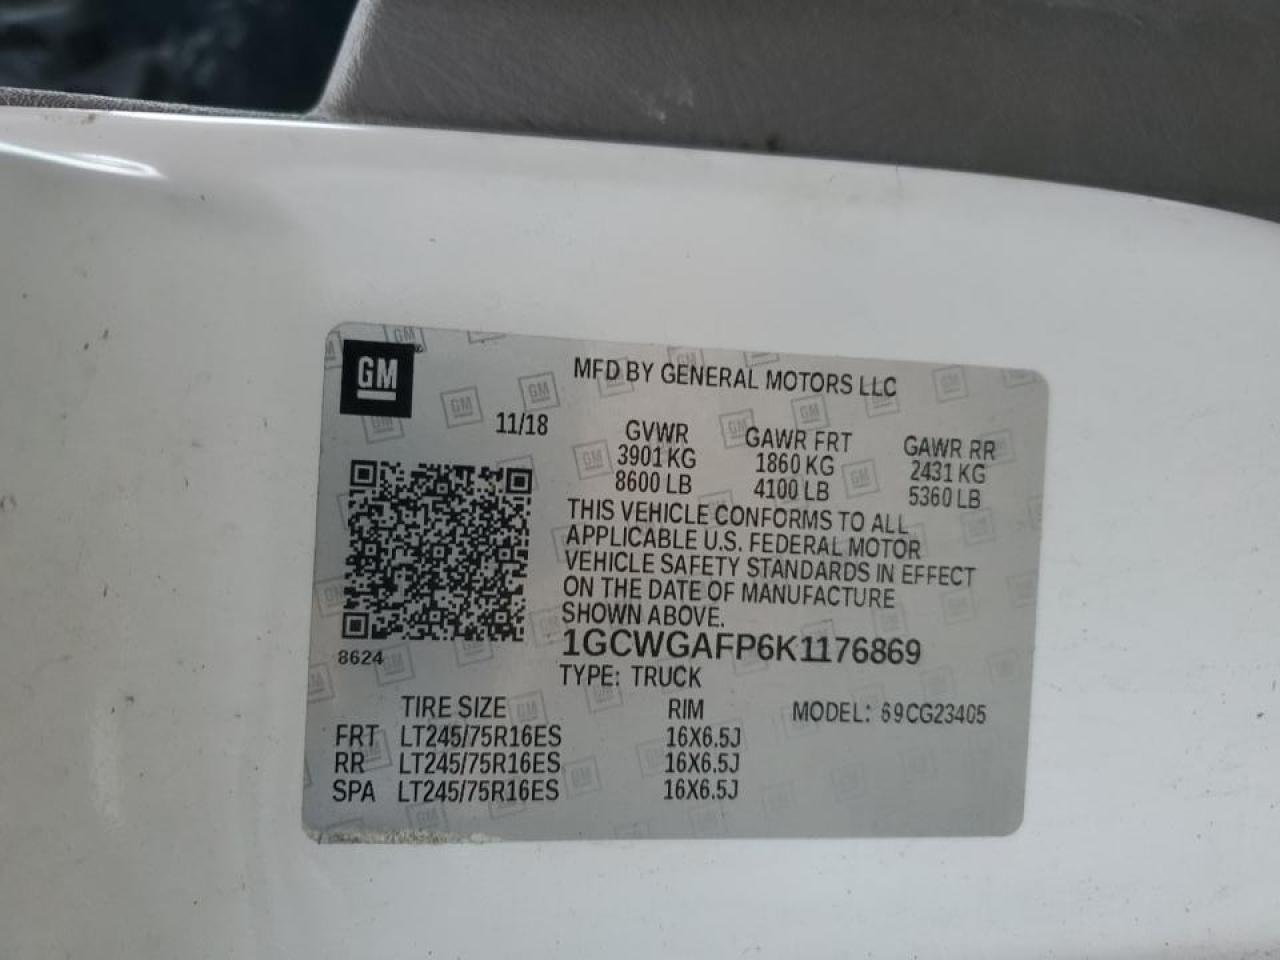 GM
MFD BY GENERAL MOTORS LLC
11/18
GVWR GAWR FRT GAWR RR
3901 KG 1860 KG 2431 KG
8600 LB 4100 LB 5360 LB
THIS VEHICLE CONFORMS TO ALL
APPLICABLE U.S. FEDERAL MOTOR
VEHICLE SAFETY STANDARDS IN EFFECT
ON THE DATE OF MANUFACTURE
SHOWN ABOVE.
8624
1GCWGAFP6K1176869
TYPE: TRUCK
TIRE SIZE RIM MODEL: 69CG23405
FRT LT245/75R16ES 16X6.5J
RR LT245/75R16ES 16X6.5J
SPA LT245/75R16ES 16X6.5J